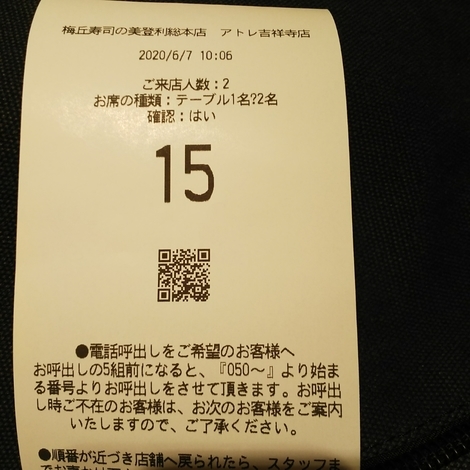 梅丘寿司の美登利総本店　アトレ吉祥寺店
2020/6/7 10:06
ご来店人数:2
お席の種類:テーブル1名?2名
確認:はい
15
●電話呼出しをご希望のお客様へ
お呼出しの5組前になると、『050〜』より始ま
る番号よりお呼出しをさせて頂きます。お呼出
し時ご不在のお客様は、お次のお客様をご案内
いたしますので、ご了承ください。
●順番が近づき店舗へ戻られたら、スタッフま